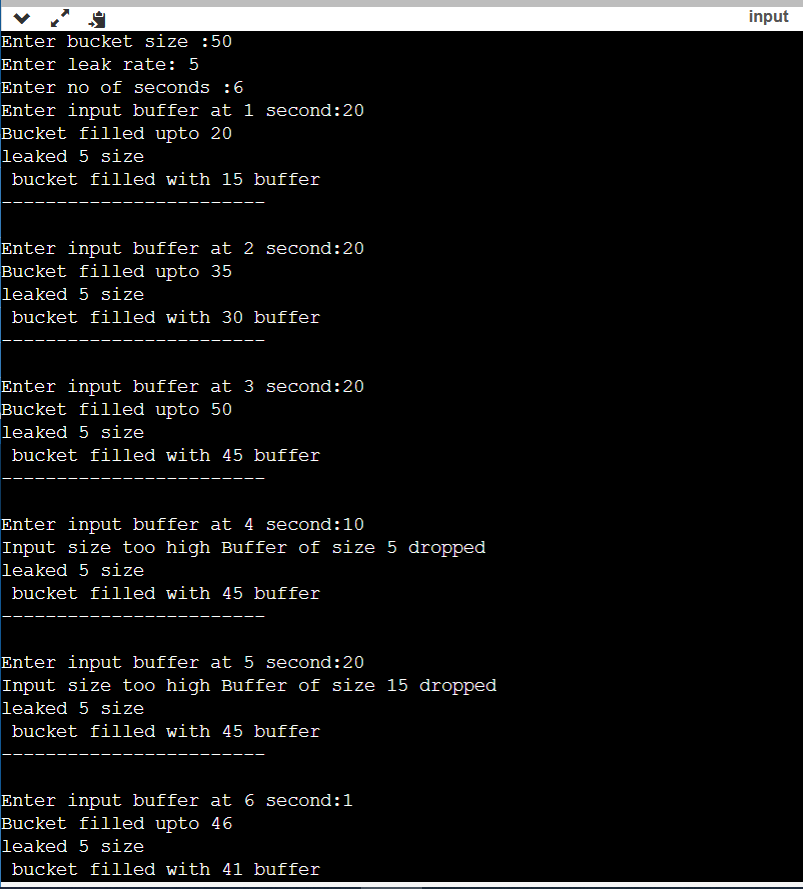 input
Enter bucket size :50
Enter leak rate: 5
Enter no of seconds :6
Enter input buffer at 1 second:20
Bucket filled upto 20
leaked 5 size
 bucket filled with 15 buffer
------------------------
Enter input buffer at 2 second:20
Bucket filled upto 35
leaked 5 size
 bucket filled with 30 buffer
------------------------
Enter input buffer at 3 second:20
Bucket filled upto 50
leaked 5 size
 bucket filled with 45 buffer
------------------------
Enter input buffer at 4 second:10
Input size too high Buffer of size 5 dropped
leaked 5 size
 bucket filled with 45 buffer
------------------------
Enter input buffer at 5 second:20
Input size too high Buffer of size 15 dropped
leaked 5 size
 bucket filled with 45 buffer
------------------------
Enter input buffer at 6 second:1
Bucket filled upto 46
leaked 5 size
 bucket filled with 41 buffer